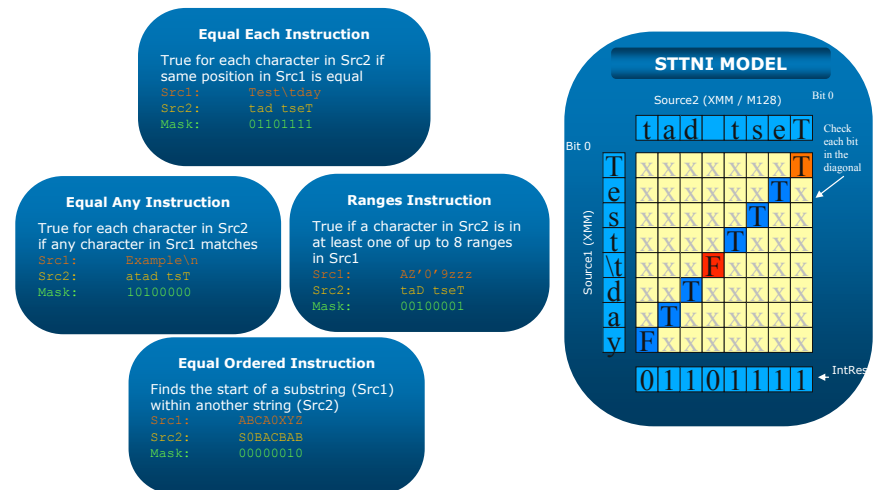 Equal Each Instruction
True for each character in Src2 if
same position in Src1 is equal
Src1: Test\tday
Src2: tad tseT
Mask: 01101111
Equal Any Instruction
True for each character in Src2
if any character in Src1 matches
Src1: Example\n
Src2: atad tsT
Mask: 10100000
Ranges Instruction
True if a character in Src2 is in
at least one of up to 8 ranges
in Src1
Src1: AZ’0’9zzz
Src2: taD tseT
Mask: 00100001
Equal Ordered Instruction
Finds the start of a substring (Src1)
within another string (Src2)
Src1: ABCA0XYZ
Src2: S0BACBAB
Mask: 00000010
STTNI MODEL
Source2 (XMM / M128)
Bit 0
t a d t s e T
Bit 0
Source1 (XMM)
T x x x x x x x T
e x x x x x x T x
s x x x x x T x x
t x x x x T x x x
\t x x x F x x x x
d x x T x x x x x
a x T x x x x x x
y F x x x x x x x
Check
each bit
in the
diagonal
0 1 1 0 1 1 1 1
IntRes